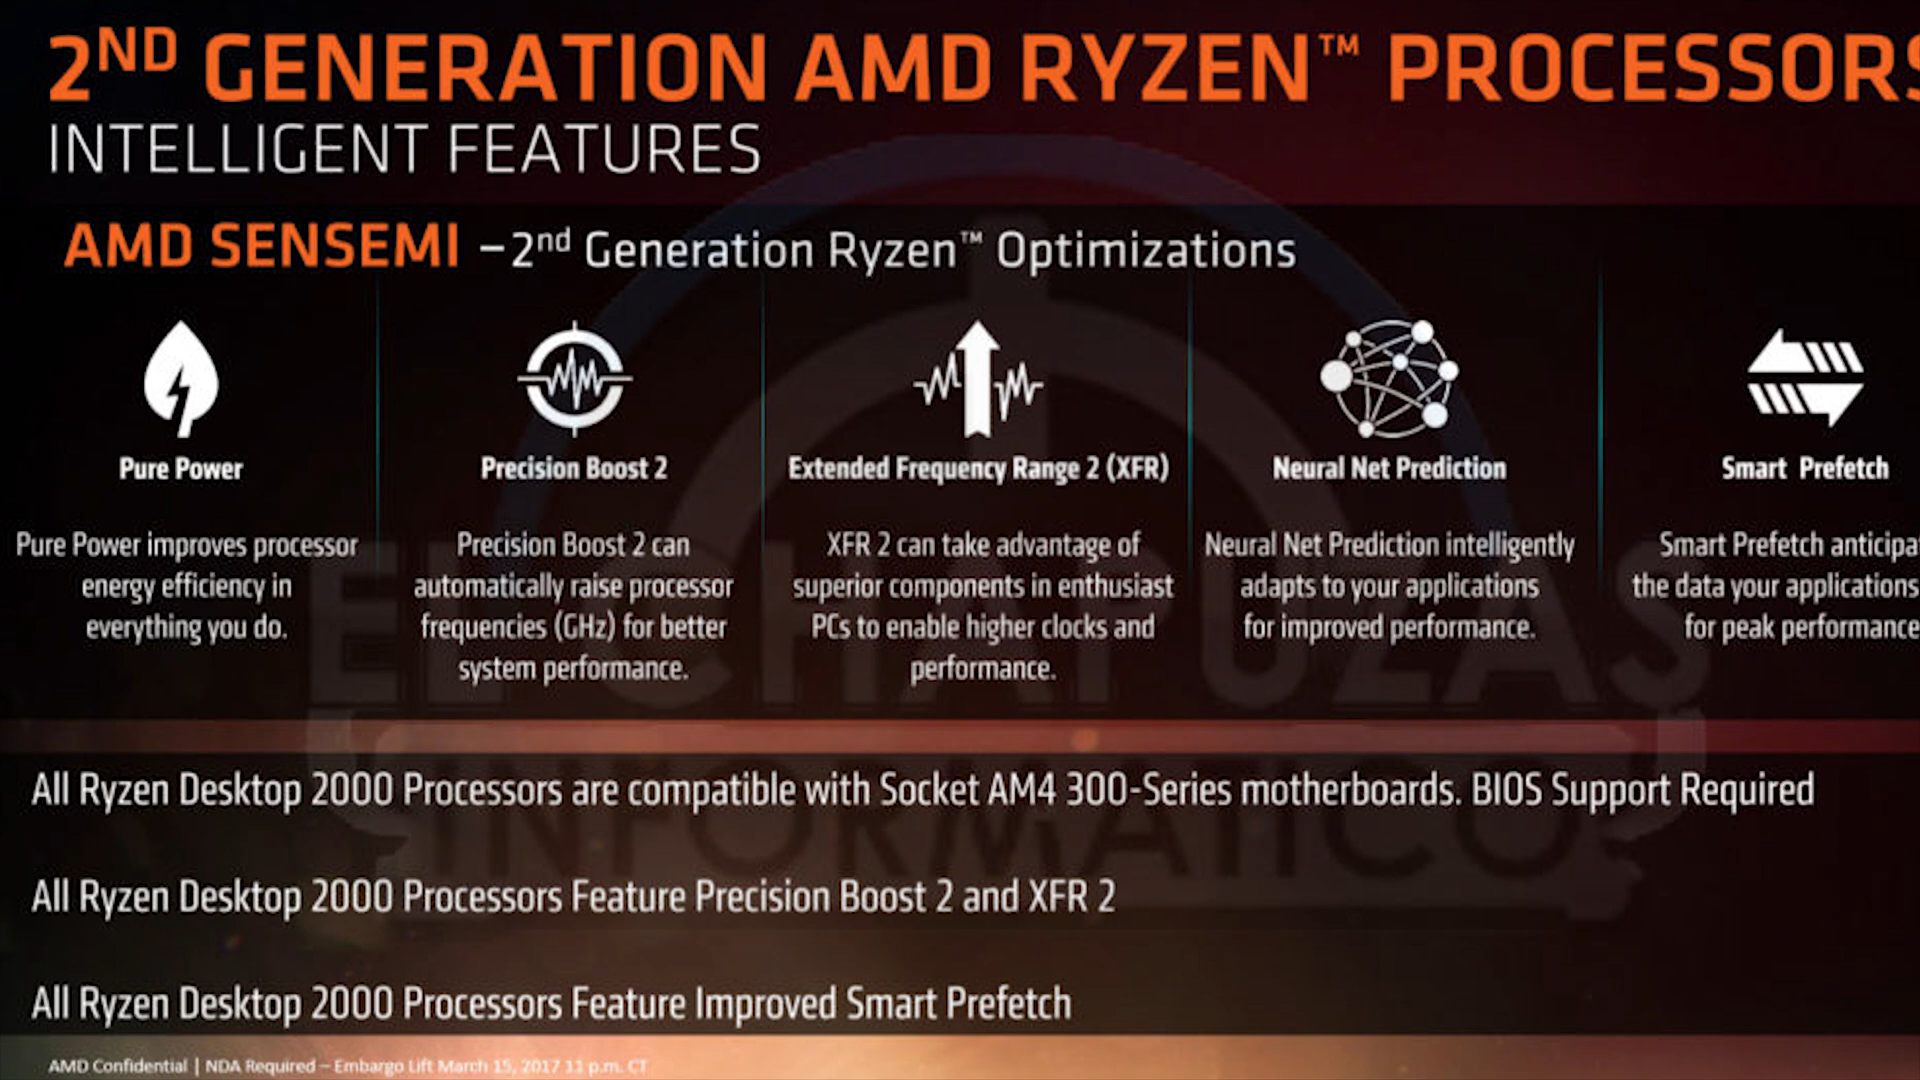 2ND GENERATION AMD RYZEN™ PROCESSORS
INTELLIGENT FEATURES
AMD SENSEMI – 2nd Generation Ryzen™ Optimizations
Pure Power
Pure Power improves processor
energy efficiency in
everything you do.
Precision Boost 2
Precision Boost 2 can
automatically raise processor
frequencies (GHz) for better
system performance.
Extended Frequency Range 2 (XFR)
XFR 2 can take advantage of
superior components in enthusiast
PCs to enable higher clocks and
performance.
Neural Net Prediction
Neural Net Prediction intelligently
adapts to your applications
for improved performance.
Smart Prefetch
Smart Prefetch anticipat
the data your applications
for peak performance
All Ryzen Desktop 2000 Processors are compatible with Socket AM4 300-Series motherboards. BIOS Support Required
All Ryzen Desktop 2000 Processors Feature Precision Boost 2 and XFR 2
All Ryzen Desktop 2000 Processors Feature Improved Smart Prefetch
AMD Confidential | NDA Required – Embargo Lift March 15, 2017 11 p.m. CT
EL CHAPUZAS
INFORMÁTICO